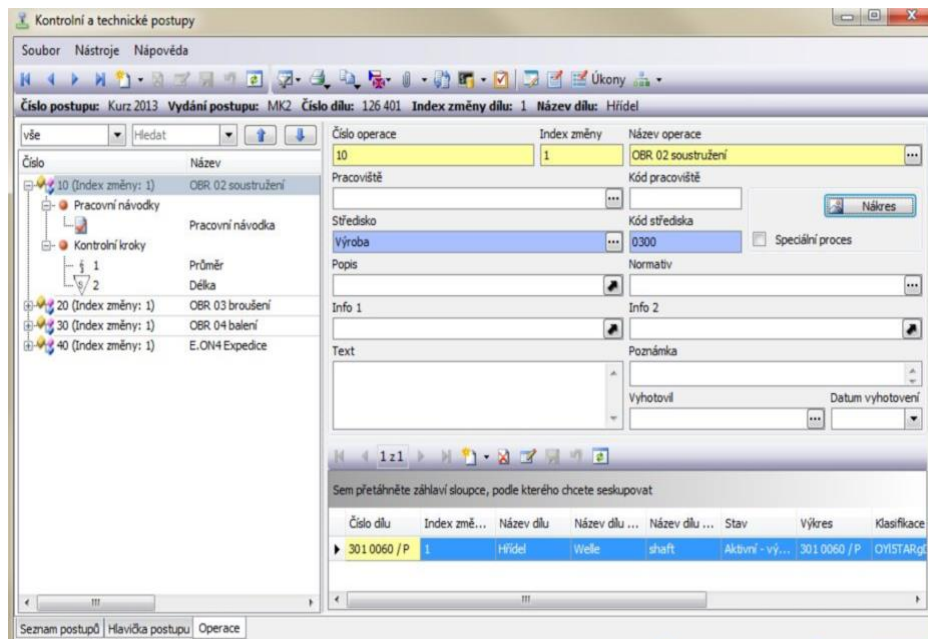 Kontrolní a technické postupy
Soubor Nástroje Nápověda
Úkony
Číslo postupu: Kurz 2013 Vydání postupu: MK2 Číslo dílu: 126 401 Index změny dílu: 1 Název dílu: Hřídel
vše Hledat
Číslo Název
10 (Index změny: 1) OBR 02 soustružení
Pracovní návodky
Pracovní návodka
Kontrolní kroky
1 Průměr
2 Délka
20 (Index změny: 1) OBR 03 broušení
30 (Index změny: 1) OBR 04 balení
40 (Index změny: 1) E.ON4 Expedice
Číslo operace Index změny Název operace
10 1 OBR 02 soustružení
Pracoviště Kód pracoviště
Nákres
Středisko Kód střediska
Výroba 0300 Speciální proces
Popis Normativ
Info 1 Info 2
Text Poznámka
Vyhotovil Datum vyhotovení
1 z 1
Sem přetáhněte záhlaví sloupce, podle kterého chcete seskupovat
Číslo dílu Index změ... Název dílu Název dílu ... Název dílu ... Stav Výkres Klasifikace
301 0060 / P 1 Hřídel Welle shaft Aktivní - vý... 301 0060 / P
Seznam postupů Hlavička postupu Operace